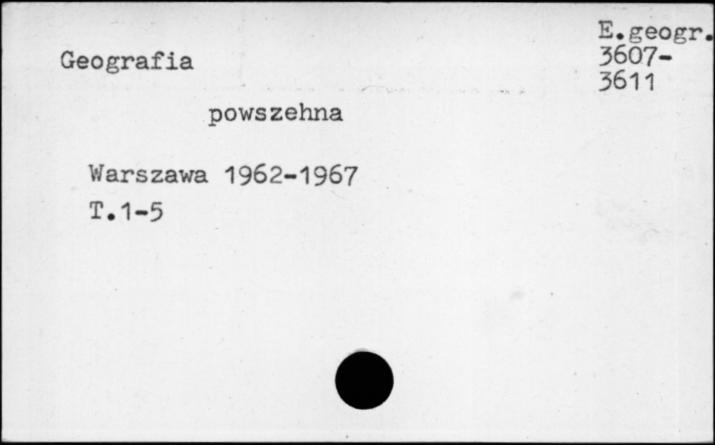 E.geogr.
3607-
3611
Geografia
powszehna
Warszawa 1962-1967
T.1-5